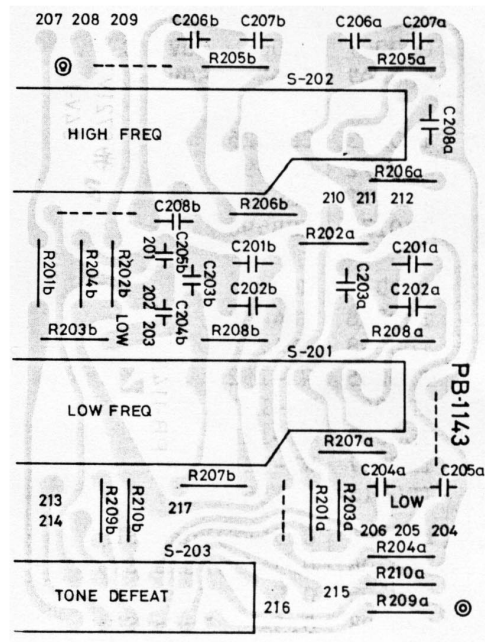 207 208 209
C206b C207b C206a C207a
R205b R205a
S-202
HIGH FREQ
C208a
R206a
210 211 212
C208b R206b
R202a
R201b
R204b
R202b
LOW
201
C205b
C203b
202
203
C204b
C201b
C202b
C203a
C201a
C202a
R203b R208b R208a
S-201
LOW FREQ
PB-1143
R207a
R207b
C204a C205a
LOW
213
214
R209b
R210b
217
R201a
R203a
206 205 204
R204a
S-203
R210a
TONE DEFEAT
215
216
R209a